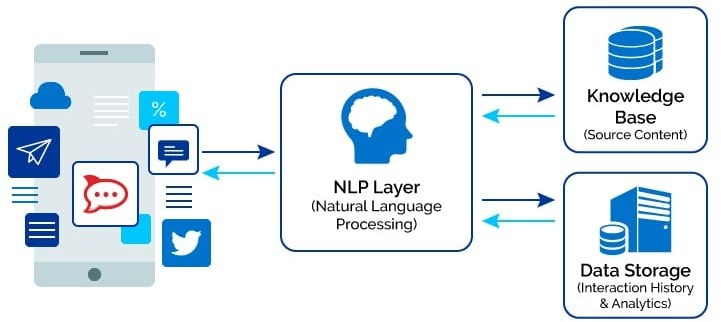 %
NLP Layer
(Natural Language
Processing)
Knowledge
Base
(Source Content)
Data Storage
(Interaction History
& Analytics)